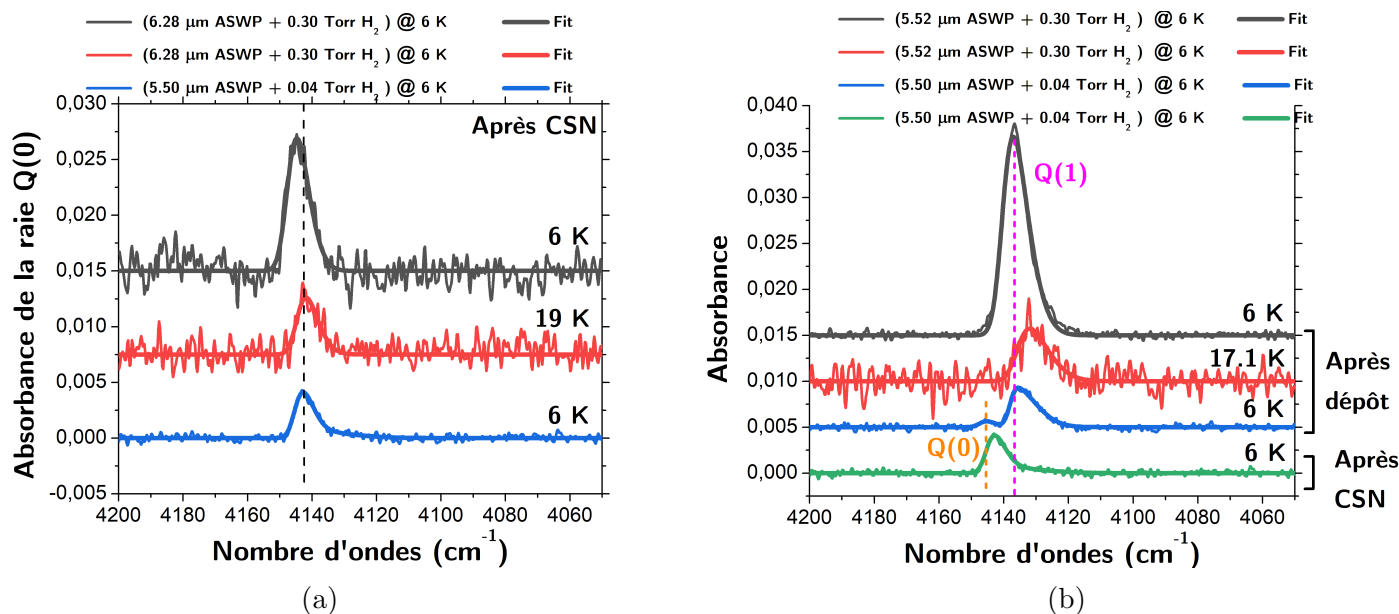 (6.28 μm ASWP + 0.30 Torr H₂ ) @ 6 K Fit
(6.28 μm ASWP + 0.30 Torr H₂ ) @ 6 K Fit
(5.50 μm ASWP + 0.04 Torr H₂ ) @ 6 K Fit
Après CSN
Absorbance de la raie Q(0)
0,030
0,025
0,020
0,015
0,010
0,005
0,000
-0,005
6 K
19 K
6 K
4200 4180 4160 4140 4120 4100 4080 4060
Nombre d'ondes (cm⁻¹)
(a)
(5.52 μm ASWP + 0.30 Torr H₂ ) @ 6 K Fit
(5.52 μm ASWP + 0.30 Torr H₂ ) @ 6 K Fit
(5.50 μm ASWP + 0.04 Torr H₂ ) @ 6 K Fit
(5.50 μm ASWP + 0.04 Torr H₂ ) @ 6 K Fit
Absorbance
0,040
0,035
0,030
0,025
0,020
0,015
0,010
0,005
0,000
Q(1)
Q(0)
6 K
17.1 K
6 K
6 K
Après
dépôt
Après
CSN
4200 4180 4160 4140 4120 4100 4080 4060
Nombre d'ondes (cm⁻¹)
(b)